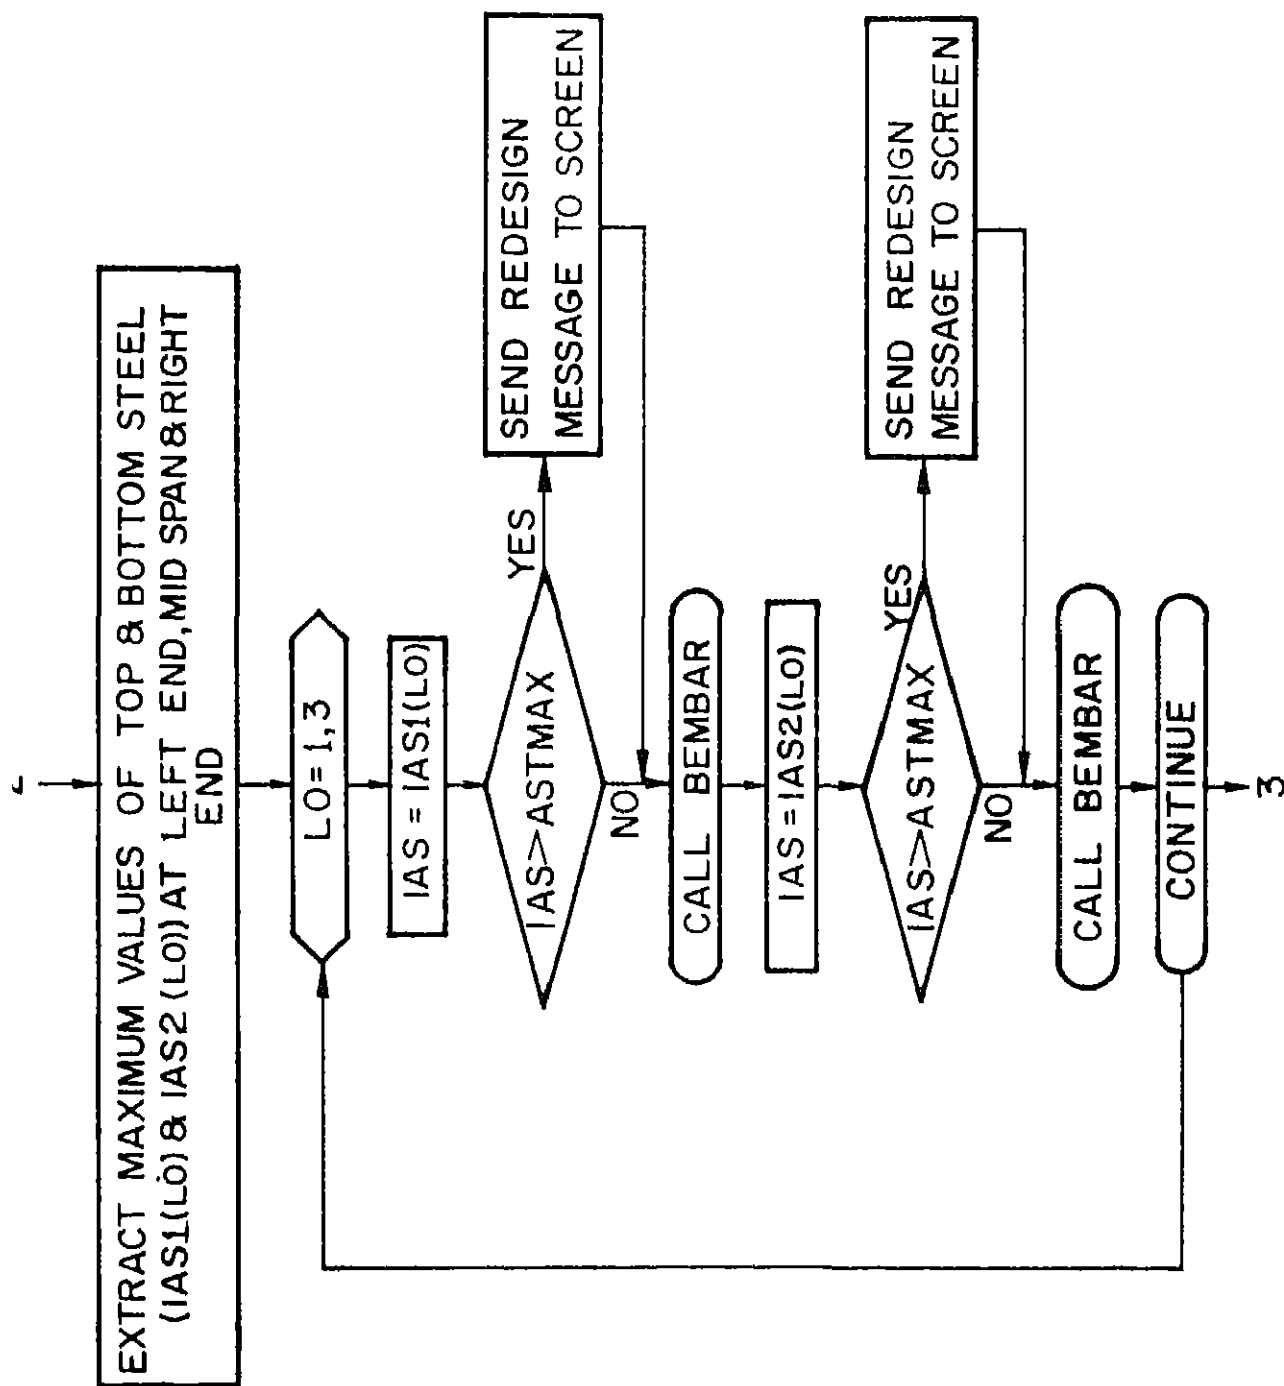 EXTRACT MAXIMUM VALUES OF TOP & BOTTOM STEEL
(IAS1(LO) & IAS2 (LO)) AT LEFT END, MID SPAN & RIGHT
END
LO = 1,3
IAS = IAS1(LO)
IAS>ASTMAX
YES
SEND REDESIGN
MESSAGE TO SCREEN
NO
CALL BEMBAR
IAS = IAS2(LO)
IAS>ASTMAX
YES
SEND REDESIGN
MESSAGE TO SCREEN
NO
CALL BEMBAR
CONTINUE
3